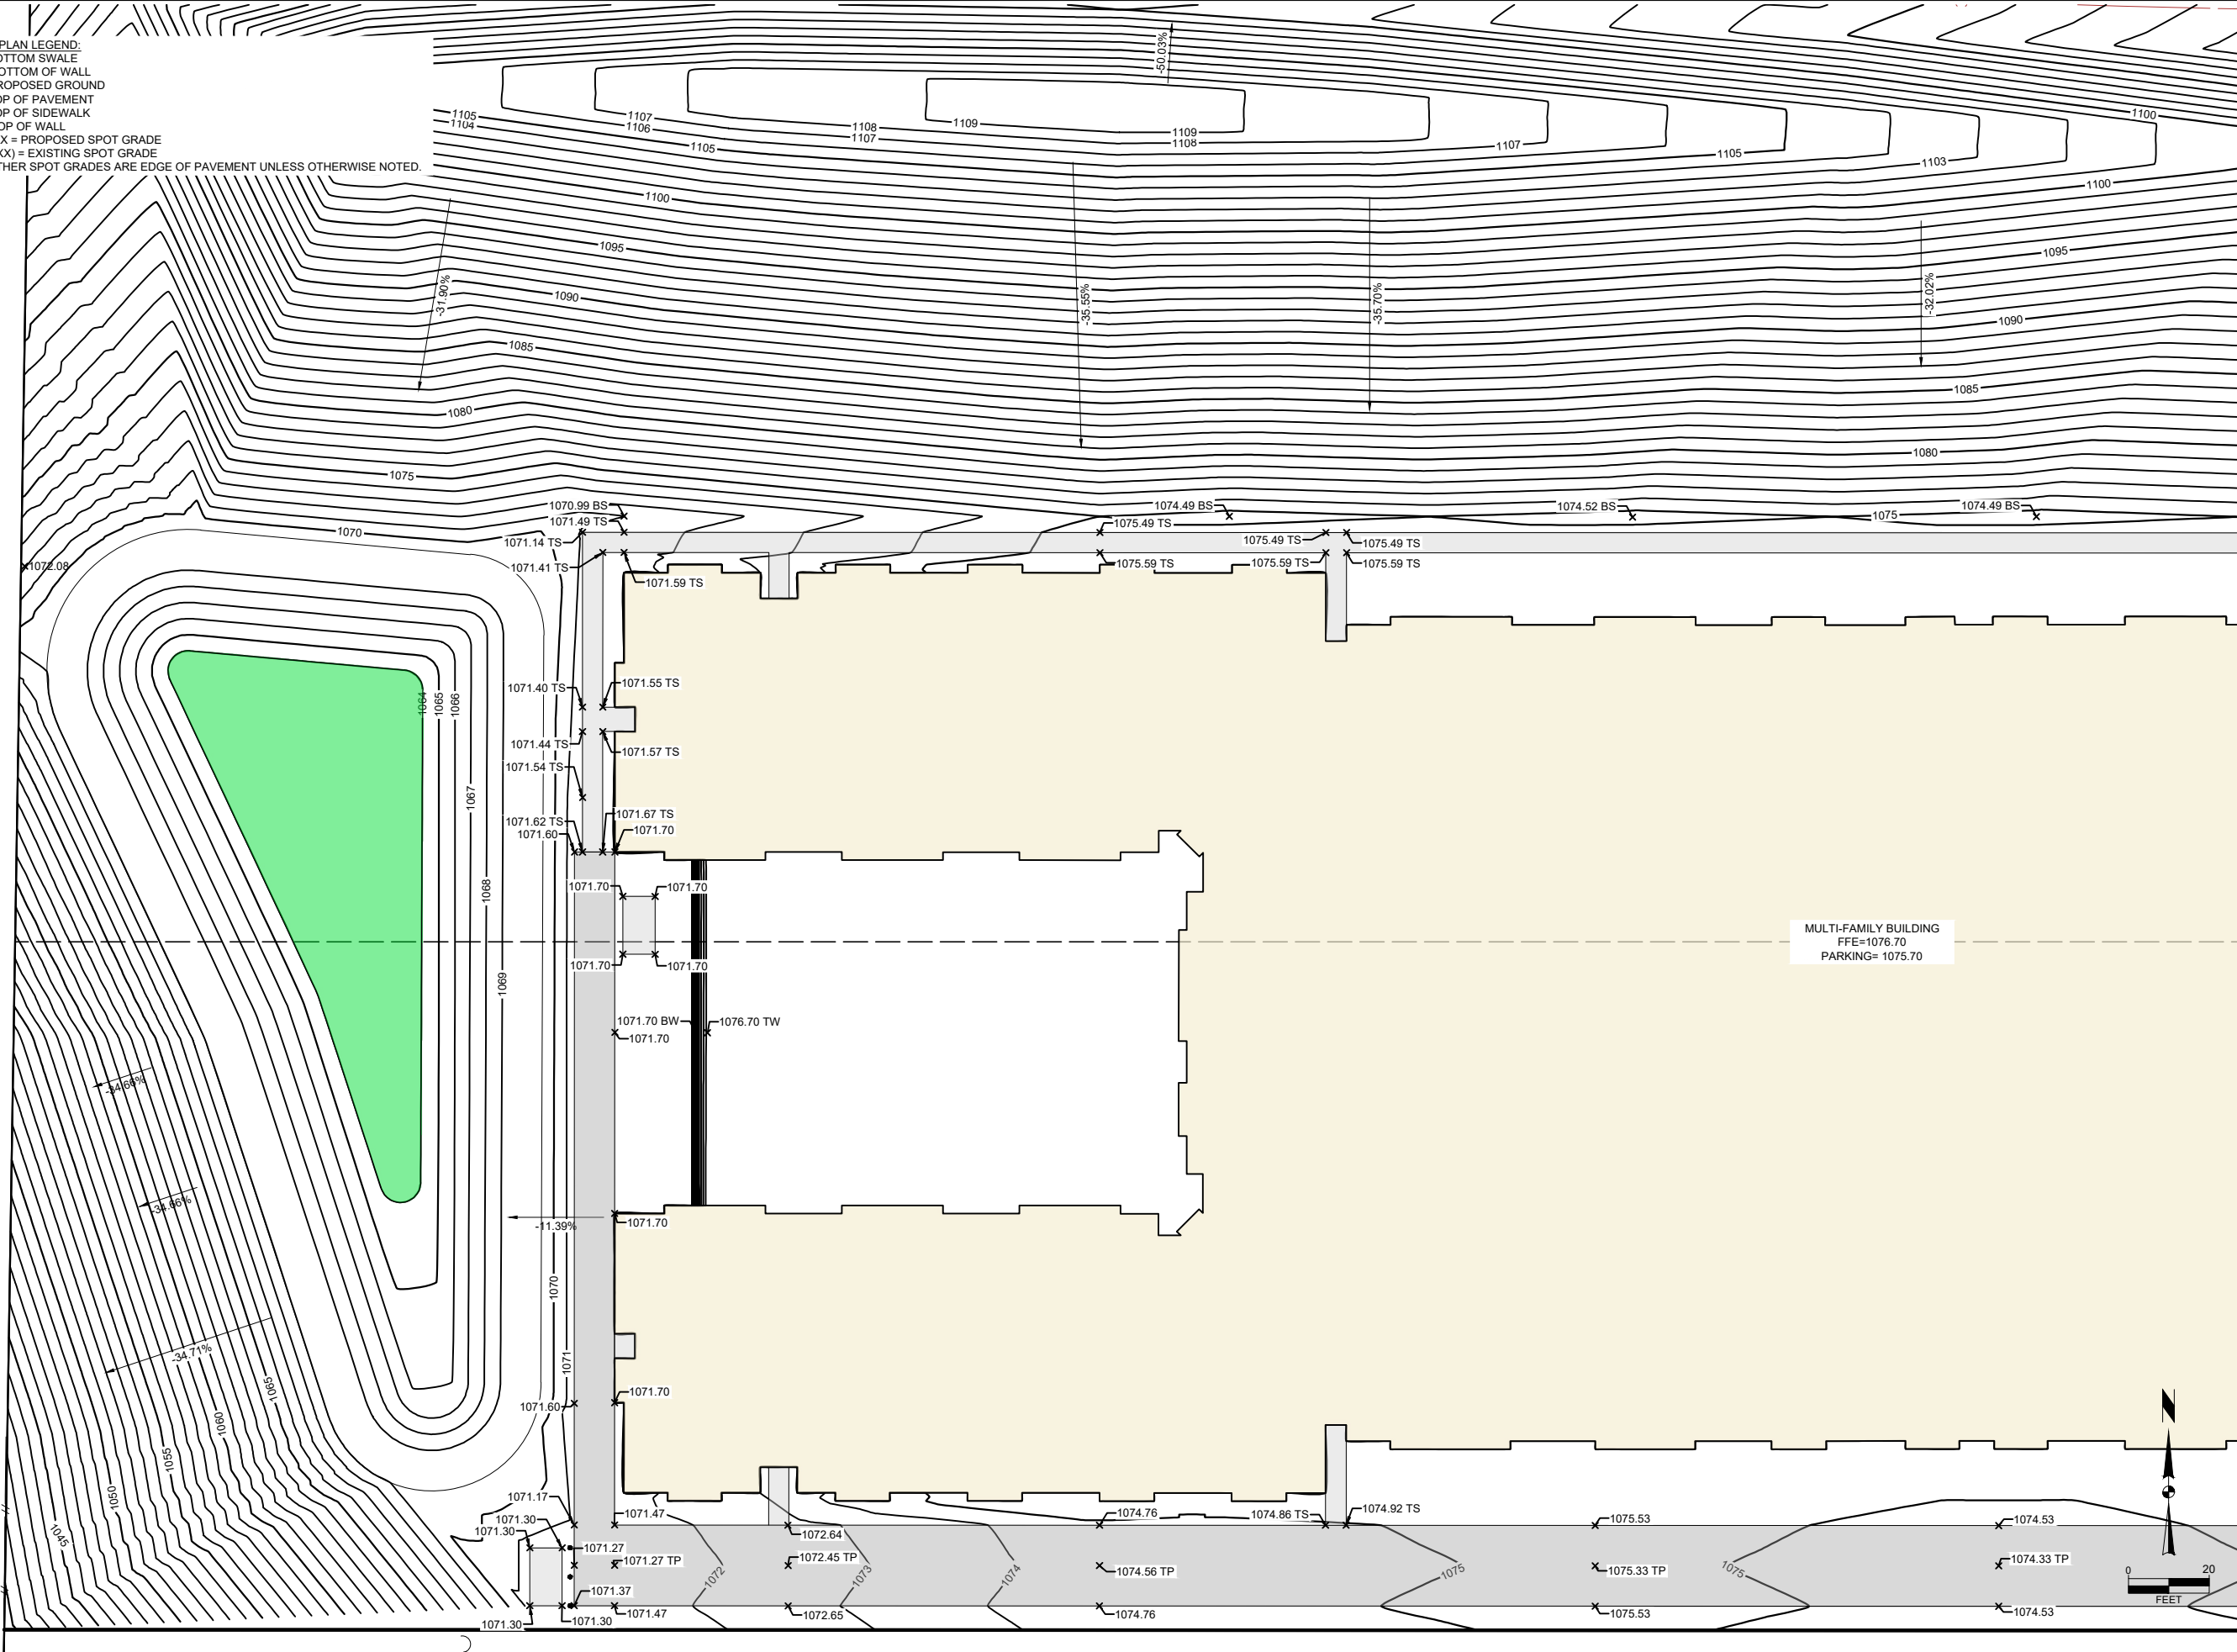 PLAN LEGEND:
OTTOM SWALE
OTTOM OF WALL
ROPOSED GROUND
OP OF PAVEMENT
OP OF SIDEWALK
OP OF WALL
XX = PROPOSED SPOT GRADE
XX) = EXISTING SPOT GRADE
THER SPOT GRADES ARE EDGE OF PAVEMENT UNLESS OTHERWISE NOTED.
-50.03%
1105
1104
1107
1106
1105
1108
1107
1109
1109
1108
1107
1105
1103
1100
1100
1100
1095
1095
1090
1090
1085
1085
1080
1080
1075
1075
1070
-31.90%
-35.55%
-35.70%
-32.02%
1070.99 BS
1071.49 TS
1071.14 TS
1071.41 TS
1071.59 TS
1074.49 BS
1075.49 TS
1075.59 TS
1075.49 TS
1075.59 TS
1075.49 TS
1075.59 TS
1074.52 BS
1074.49 BS
1072.08
1071.40 TS
1071.55 TS
1071.44 TS
1071.57 TS
1071.54 TS
1071.62 TS
1071.67 TS
1071.60
1071.70
1064
1065
1066
1067
1068
1069
1070
1071
1071.70
1071.70
1071.70
1071.70
1071.70 BW
1076.70 TW
1071.70
MULTI-FAMILY BUILDING
FFE=1076.70
PARKING= 1075.70
-34.66%
-34.66%
-34.71%
-11.39%
1071.70
1071.70
1071.60
1065
1060
1055
1050
1045
1071.17
1071.30
1071.30
1071.47
1071.27
1071.27 TP
1071.37
1071.47
1071.30
1071.30
1072
1072.64
1072.45 TP
1072.65
1073
1074
1074.76
1074.56 TP
1074.76
1074.86 TS
1074.92 TS
1075
1075.53
1075.33 TP
1075.53
1075
1074.53
1074.33 TP
1074.53
N
0 20
FEET